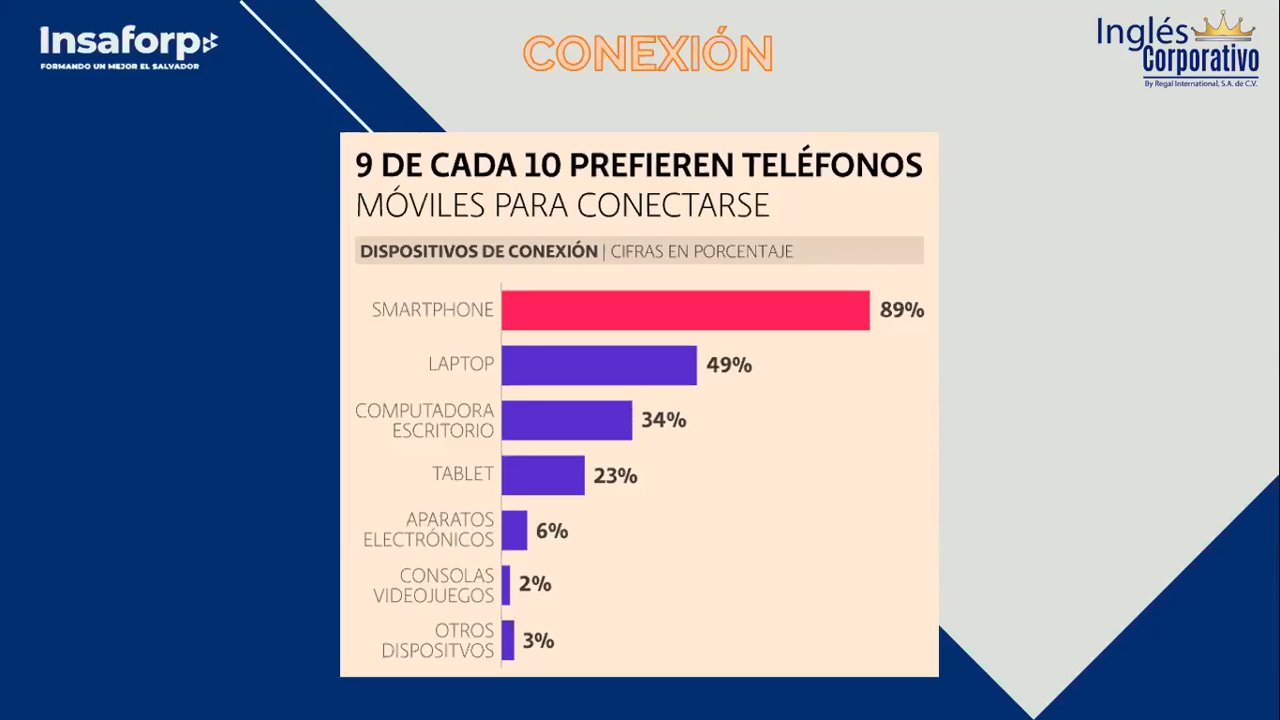 Insaforp
FORMANDO UN MEJOR EL SALVADOR
CONEXIÓN
Inglés
Corporativo
By Regal International, S.A. de C.V.
9 DE CADA 10 PREFIEREN TELÉFONOS
MÓVILES PARA CONECTARSE
DISPOSITIVOS DE CONEXIÓN | CIFRAS EN PORCENTAJE
SMARTPHONE 89%
LAPTOP 49%
COMPUTADORA
ESCRITORIO 34%
TABLET 23%
APARATOS
ELECTRÓNICOS 6%
CONSOLAS
VIDEOJUEGOS 2%
OTROS
DISPOSITVOS 3%